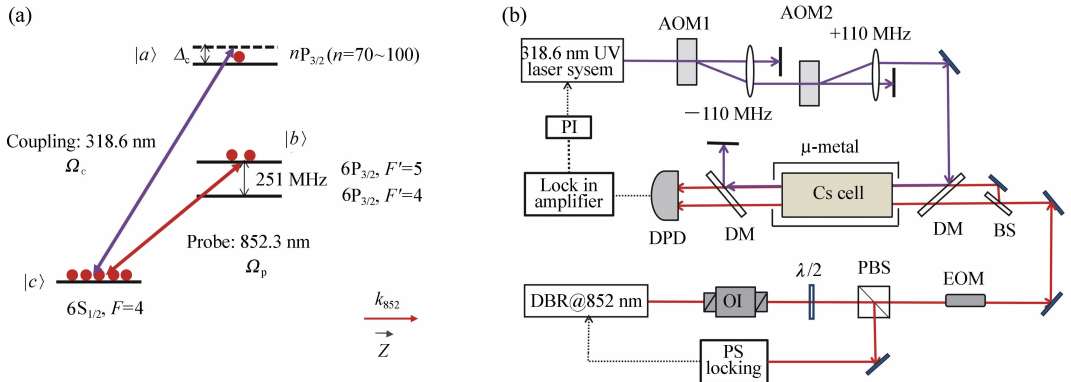 (a)
|a⟩
Δc
nP3/2 (n=70~100)
Coupling: 318.6 nm
Ωc
|b⟩
251 MHz
6P3/2, F′=5
6P3/2, F′=4
Probe: 852.3 nm
Ωp
|c⟩
6S1/2, F=4
k852
Z
(b)
AOM1
AOM2
+110 MHz
318.6 nm UV
laser sysem
−110 MHz
PI
μ-metal
Lock in
amplifier
Cs cell
DPD
DM
DM
BS
λ/2
PBS
EOM
DBR@852 nm
OI
PS
locking